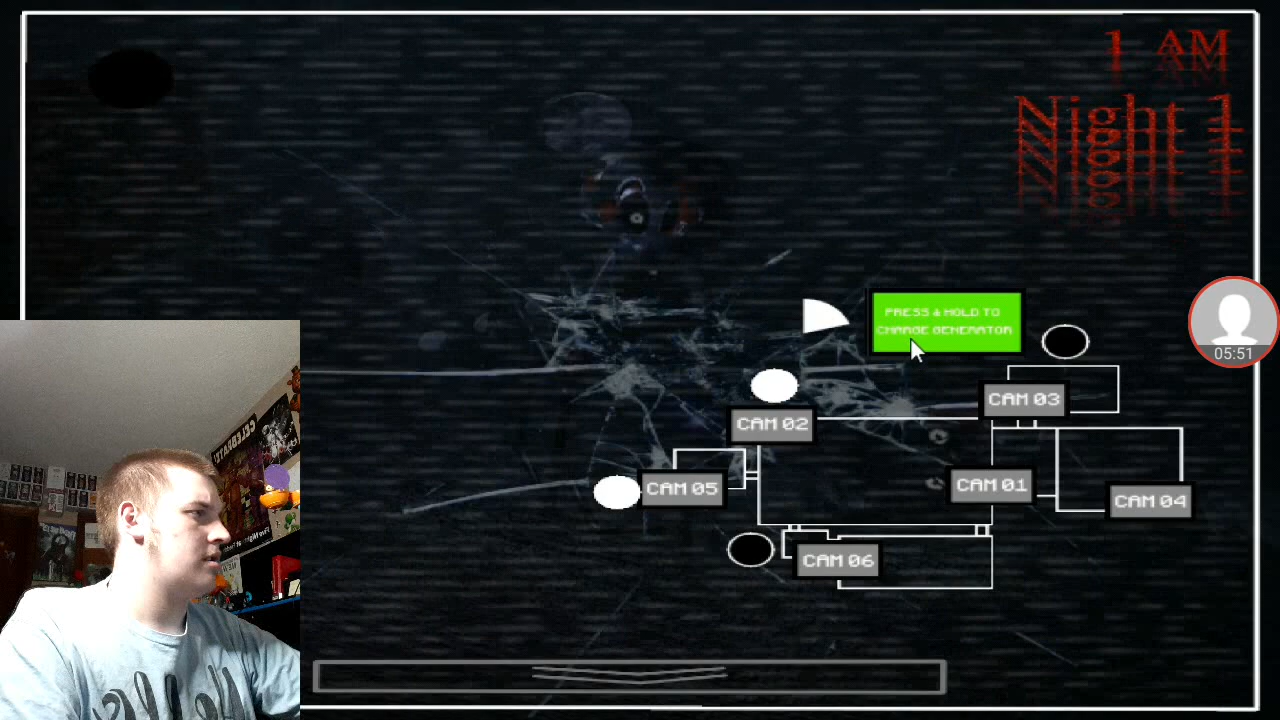 1 AM
Night 1
PRESS & HOLD TO
CHARGE GENERATOR
05:51
CAM 03
CAM 02
CAM 05
CAM 01
CAM 04
CAM 06
CELEBRATE